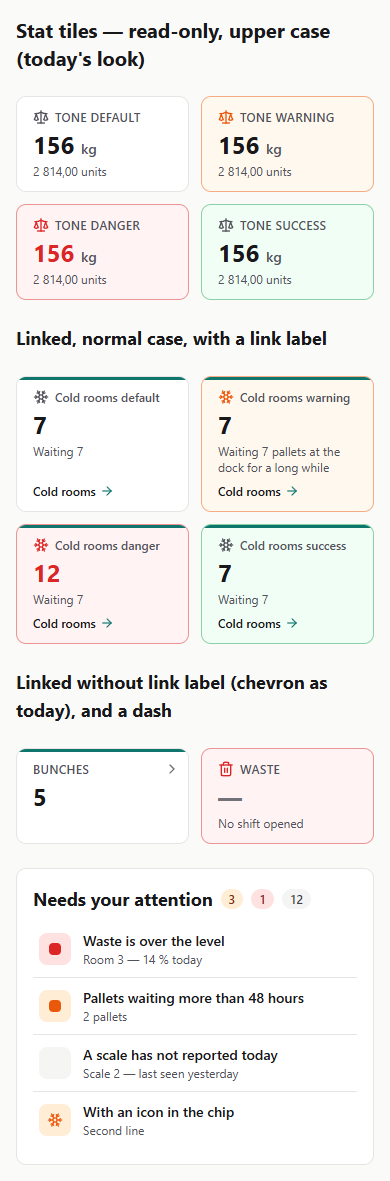 Stat tiles — read-only, upper case
(today's look)
TONE DEFAULT
156 kg
2 814,00 units
TONE WARNING
156 kg
2 814,00 units
TONE DANGER
156 kg
2 814,00 units
TONE SUCCESS
156 kg
2 814,00 units
Linked, normal case, with a link label
Cold rooms default
7
Waiting 7
Cold rooms
Cold rooms warning
7
Waiting 7 pallets at the
dock for a long while
Cold rooms
Cold rooms danger
12
Waiting 7
Cold rooms
Cold rooms success
7
Waiting 7
Cold rooms
Linked without link label (chevron as
today), and a dash
BUNCHES
5
WASTE
—
No shift opened
Needs your attention 3 1 12
Waste is over the level
Room 3 — 14 % today
Pallets waiting more than 48 hours
2 pallets
A scale has not reported today
Scale 2 — last seen yesterday
With an icon in the chip
Second line